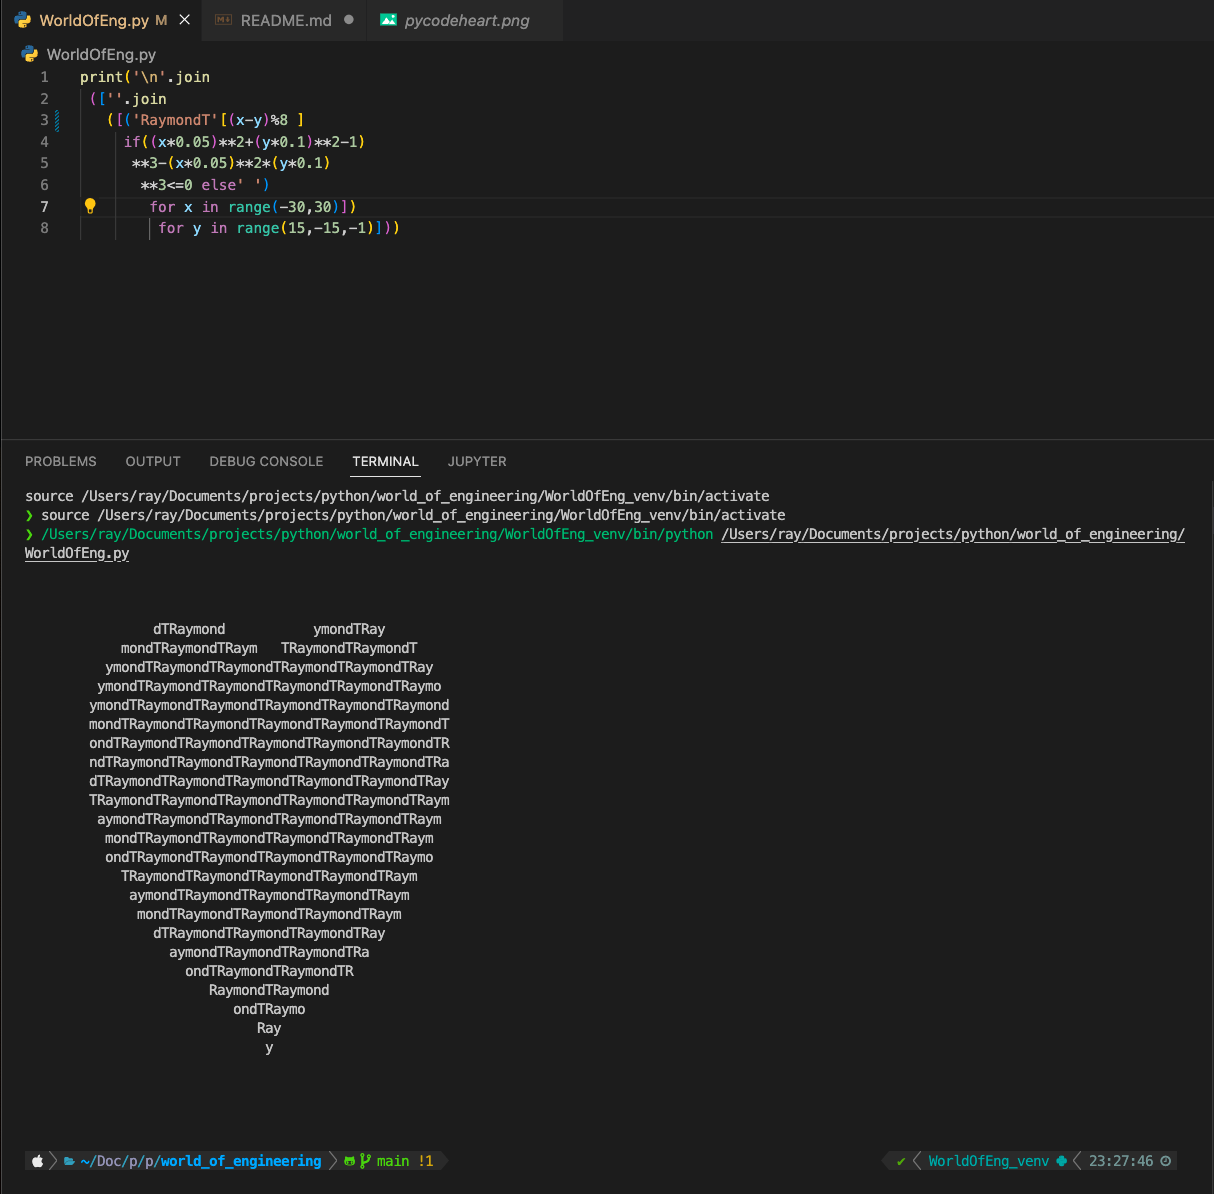 WorldOfEng.py M × README.md ● pycodeheart.png
WorldOfEng.py
1 print('\n'.join
2 ([''.join
3 ([('RaymondT'[(x-y)%8 ]
4 if((x*0.05)**2+(y*0.1)**2-1)
5 **3-(x*0.05)**2*(y*0.1)
6 **3<=0 else' ')
7 for x in range(-30,30)])
8 for y in range(15,-15,-1)]))
PROBLEMS OUTPUT DEBUG CONSOLE TERMINAL JUPYTER
source /Users/ray/Documents/projects/python/world_of_engineering/WorldOfEng_venv/bin/activate
❯ source /Users/ray/Documents/projects/python/world_of_engineering/WorldOfEng_venv/bin/activate
❯ /Users/ray/Documents/projects/python/world_of_engineering/WorldOfEng_venv/bin/python /Users/ray/Documents/projects/python/world_of_engineering/
WorldOfEng.py
dTRaymond ymondTRay
mondTRaymondTRaym TRaymondTRaymondT
ymondTRaymondTRaymondTRaymondTRaymondTRay
ymondTRaymondTRaymondTRaymondTRaymondTRaymo
ymondTRaymondTRaymondTRaymondTRaymondTRaymond
mondTRaymondTRaymondTRaymondTRaymondTRaymondT
ondTRaymondTRaymondTRaymondTRaymondTRaymondTR
ndTRaymondTRaymondTRaymondTRaymondTRaymondTRa
dTRaymondTRaymondTRaymondTRaymondTRaymondTRay
TRaymondTRaymondTRaymondTRaymondTRaymondTRaym
aymondTRaymondTRaymondTRaymondTRaymondTRaym
mondTRaymondTRaymondTRaymondTRaymondTRaym
ondTRaymondTRaymondTRaymondTRaymondTRaymo
TRaymondTRaymondTRaymondTRaymondTRaym
aymondTRaymondTRaymondTRaymondTRaym
mondTRaymondTRaymondTRaymondTRaym
dTRaymondTRaymondTRaymondTRay
aymondTRaymondTRaymondTRa
ondTRaymondTRaymondTR
RaymondTRaymond
ondTRaymo
Ray
y
~/Doc/p/p/world_of_engineering main !1 ✔ WorldOfEng_venv 23:27:46